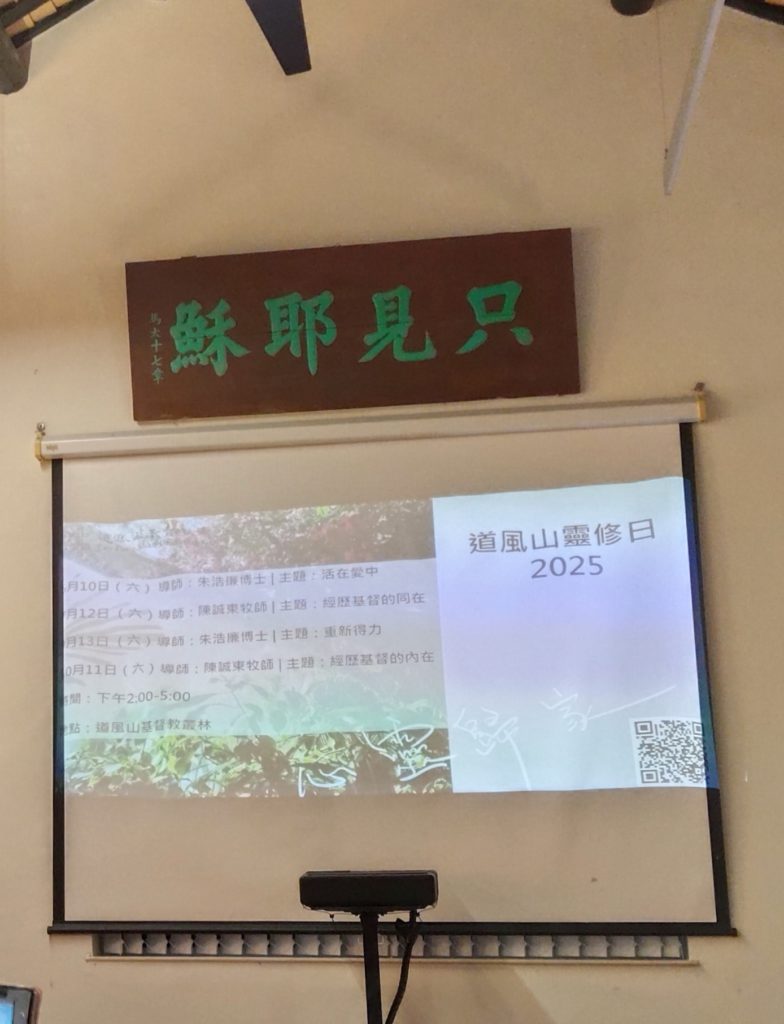 只見耶穌
馬太十七章
道風山靈修日
2025
月10日（六）導師：朱浩廉博士 | 主題：活在愛中
月12日（六）導師：陳誠東牧師 | 主題：經歷基督的同在
月13日（六）導師：朱浩廉博士 | 主題：重新得力
0月11日（六）導師：陳誠東牧師 | 主題：經歷基督的內在
間：下午2:00-5:00
點：道風山基督教叢林